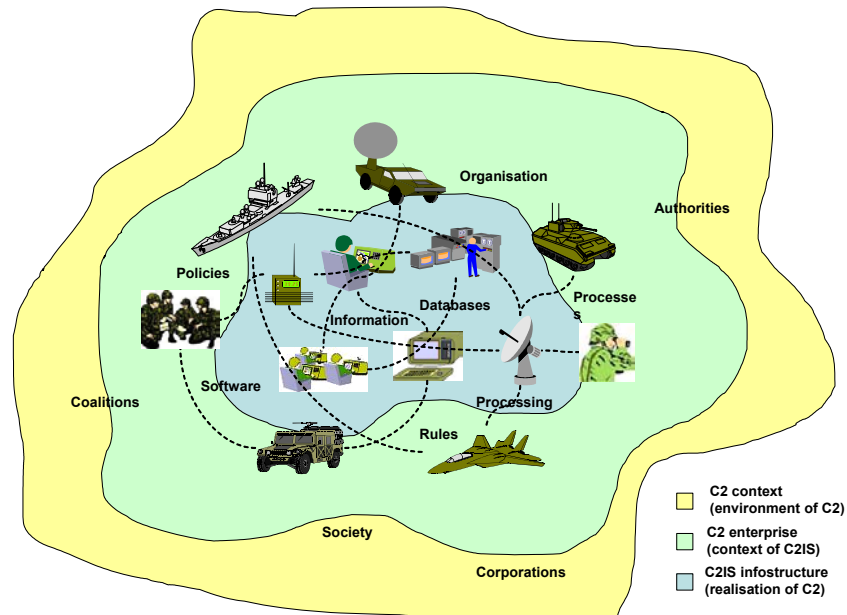 Organisation
Authorities
Policies
Processe
s
Databases
Information
Software
Processing
Coalitions
Rules
Society
Corporations
C2 context
(environment of C2)
C2 enterprise
(context of C2IS)
C2IS infostructure
(realisation of C2)